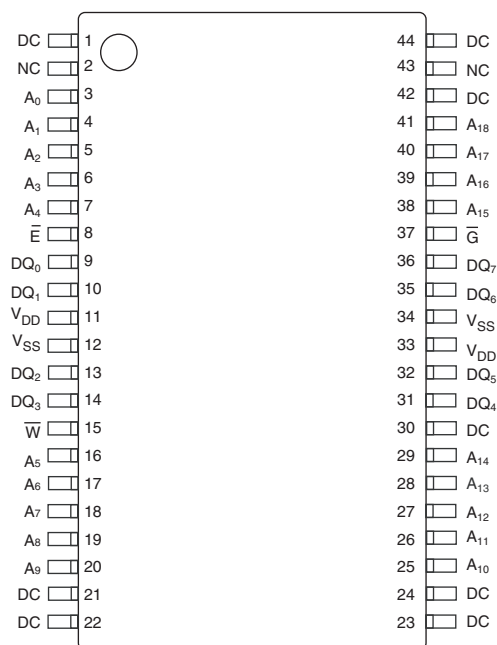 DC 1 44 DC
NC 2 43 NC
A₀ 3 42 DC
A₁ 4 41 A₁₈
A₂ 5 40 A₁₇
A₃ 6 39 A₁₆
A₄ 7 38 A₁₅
E̅ 8 37 G̅
DQ₀ 9 36 DQ₇
DQ₁ 10 35 DQ₆
V_DD 11 34 V_SS
V_SS 12 33 V_DD
DQ₂ 13 32 DQ₅
DQ₃ 14 31 DQ₄
W̅ 15 30 DC
A₅ 16 29 A₁₄
A₆ 17 28 A₁₃
A₇ 18 27 A₁₂
A₈ 19 26 A₁₁
A₉ 20 25 A₁₀
DC 21 24 DC
DC 22 23 DC